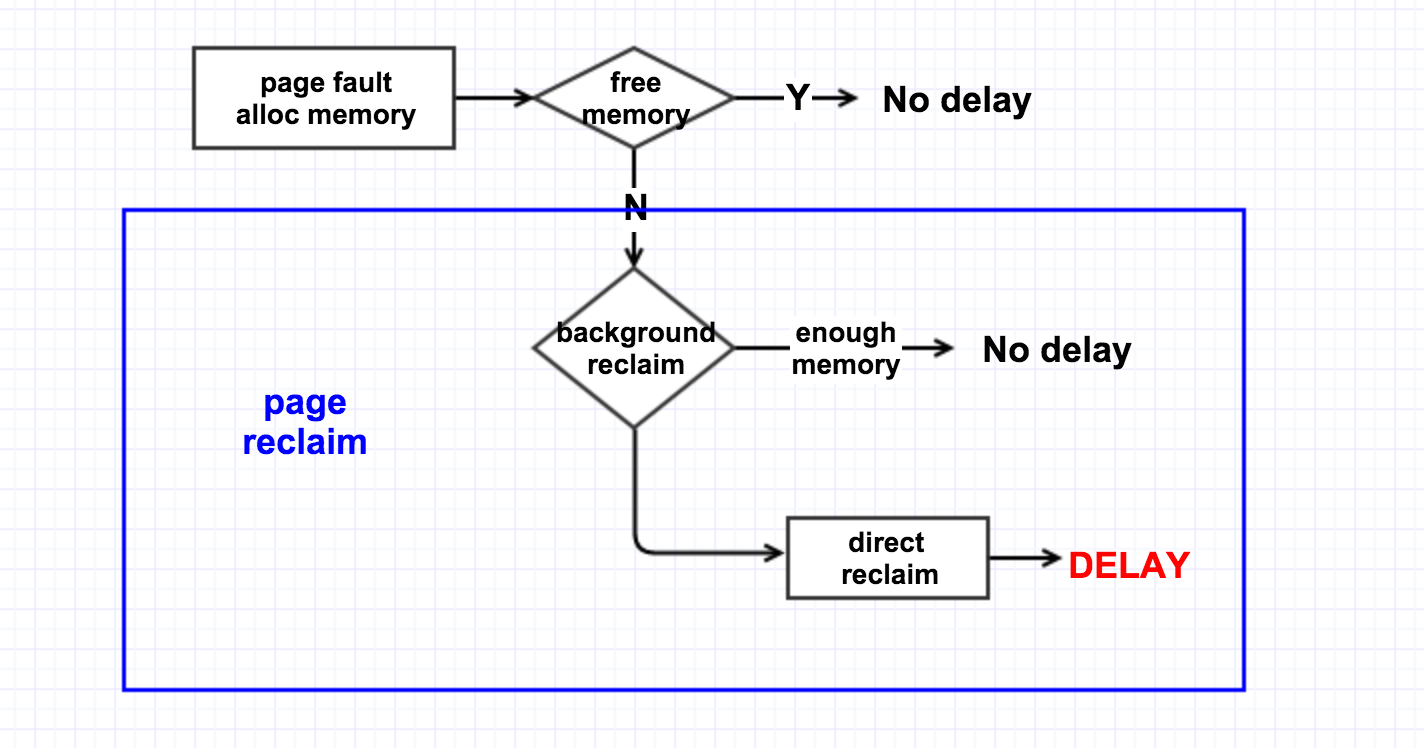 page fault
alloc memory
free
memory
Y
No delay
N
background
reclaim
enough
memory
No delay
page
reclaim
direct
reclaim
DELAY